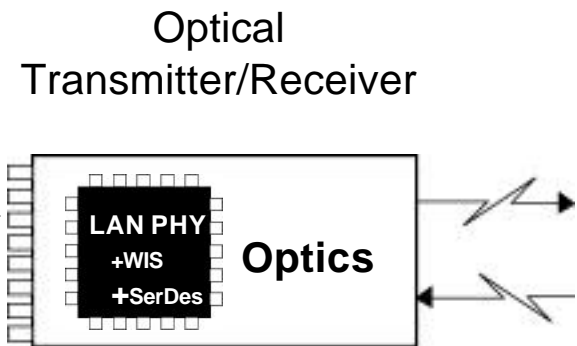 Optical
Transmitter/Receiver
LAN PHY
+WIS
+SerDes
Optics